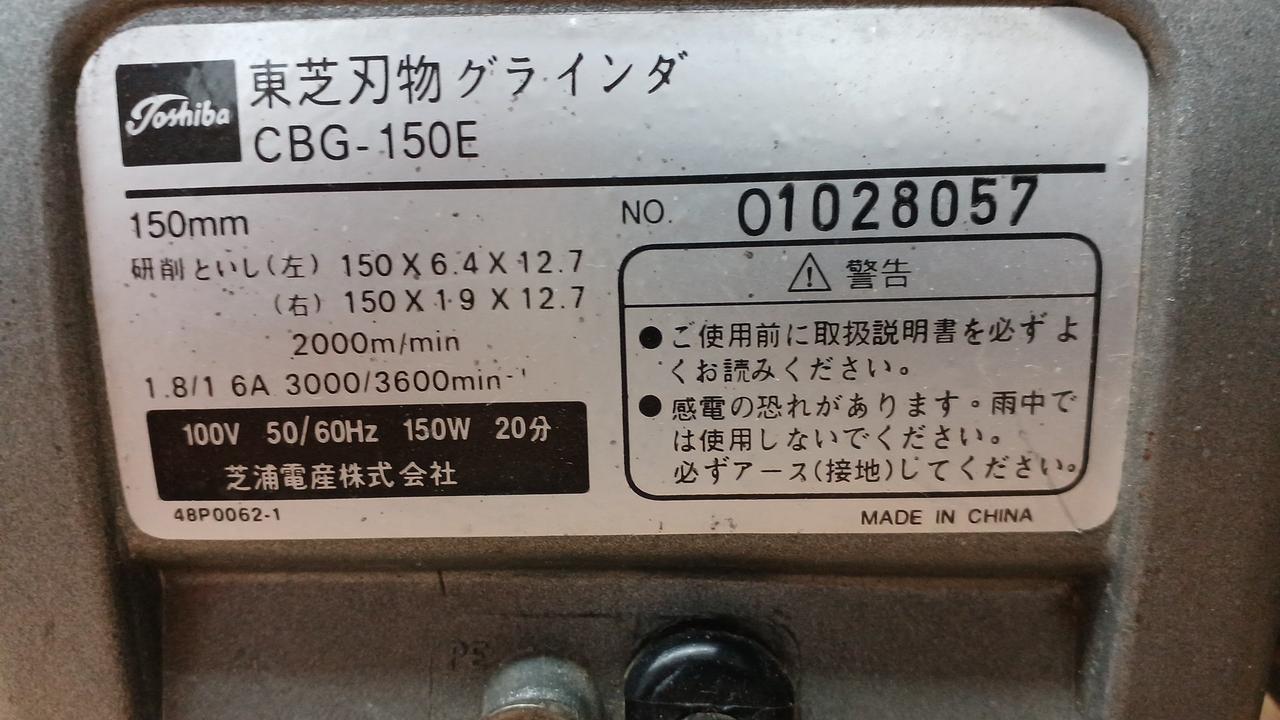 Toshiba
東芝刃物グラインダ
CBG-150E
150mm
NO. 01028057
研削といし(左) 150X6.4X12.7
(右) 150X19X12.7
2000m/min
1.8/1 6A 3000/3600min-1
100V 50/60Hz 150W 20分
芝浦電産株式会社
48P0062-1
警告
●ご使用前に取扱説明書を必ずよ
くお読みください。
●感電の恐れがあります。雨中で
は使用しないでください。
必ずアース(接地)してください。
MADE IN CHINA
PE